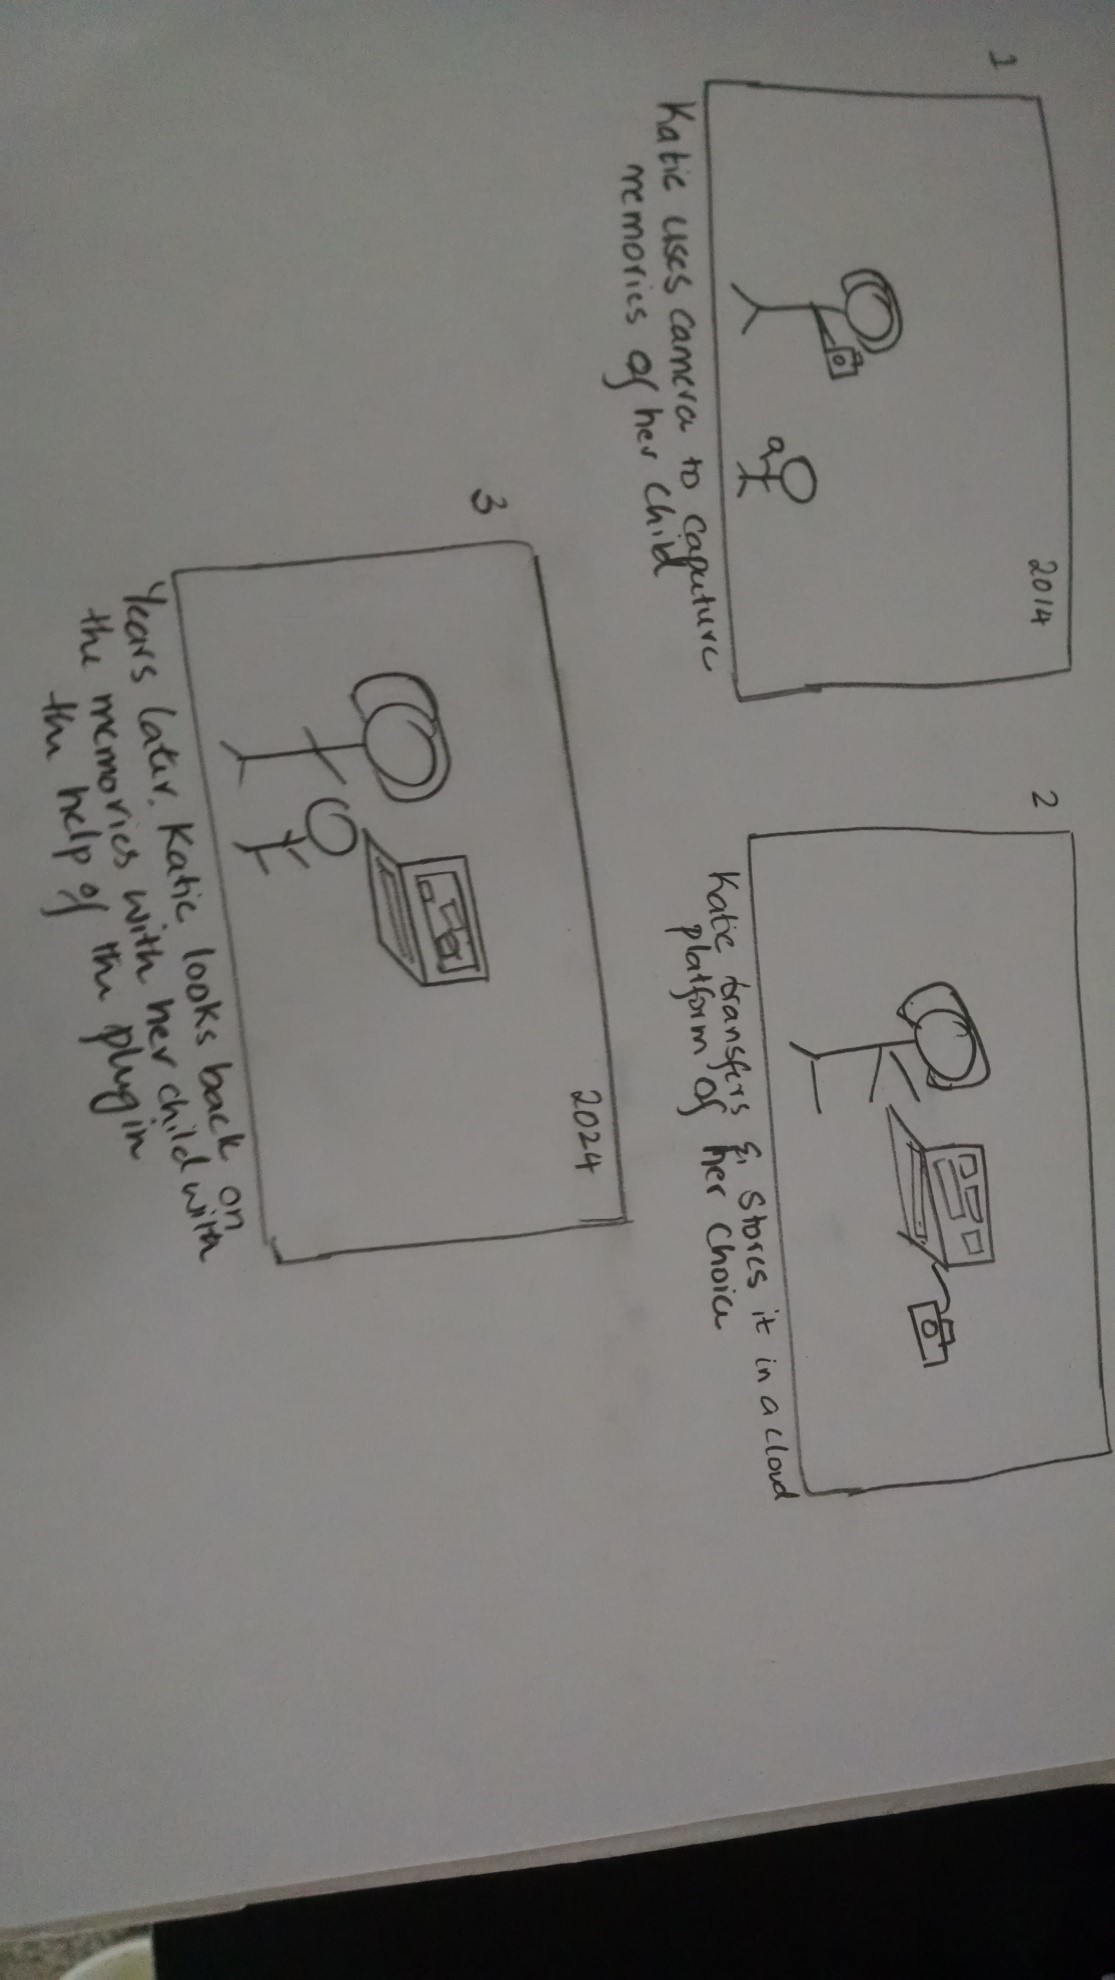 1
2014
Katie uses camera to caputure
memories of her child
2
Katie transfers & stores it in a cloud
platform of her choice
3
2024
Years later, Katie looks back on
the memories with her child with
the help of the plugin